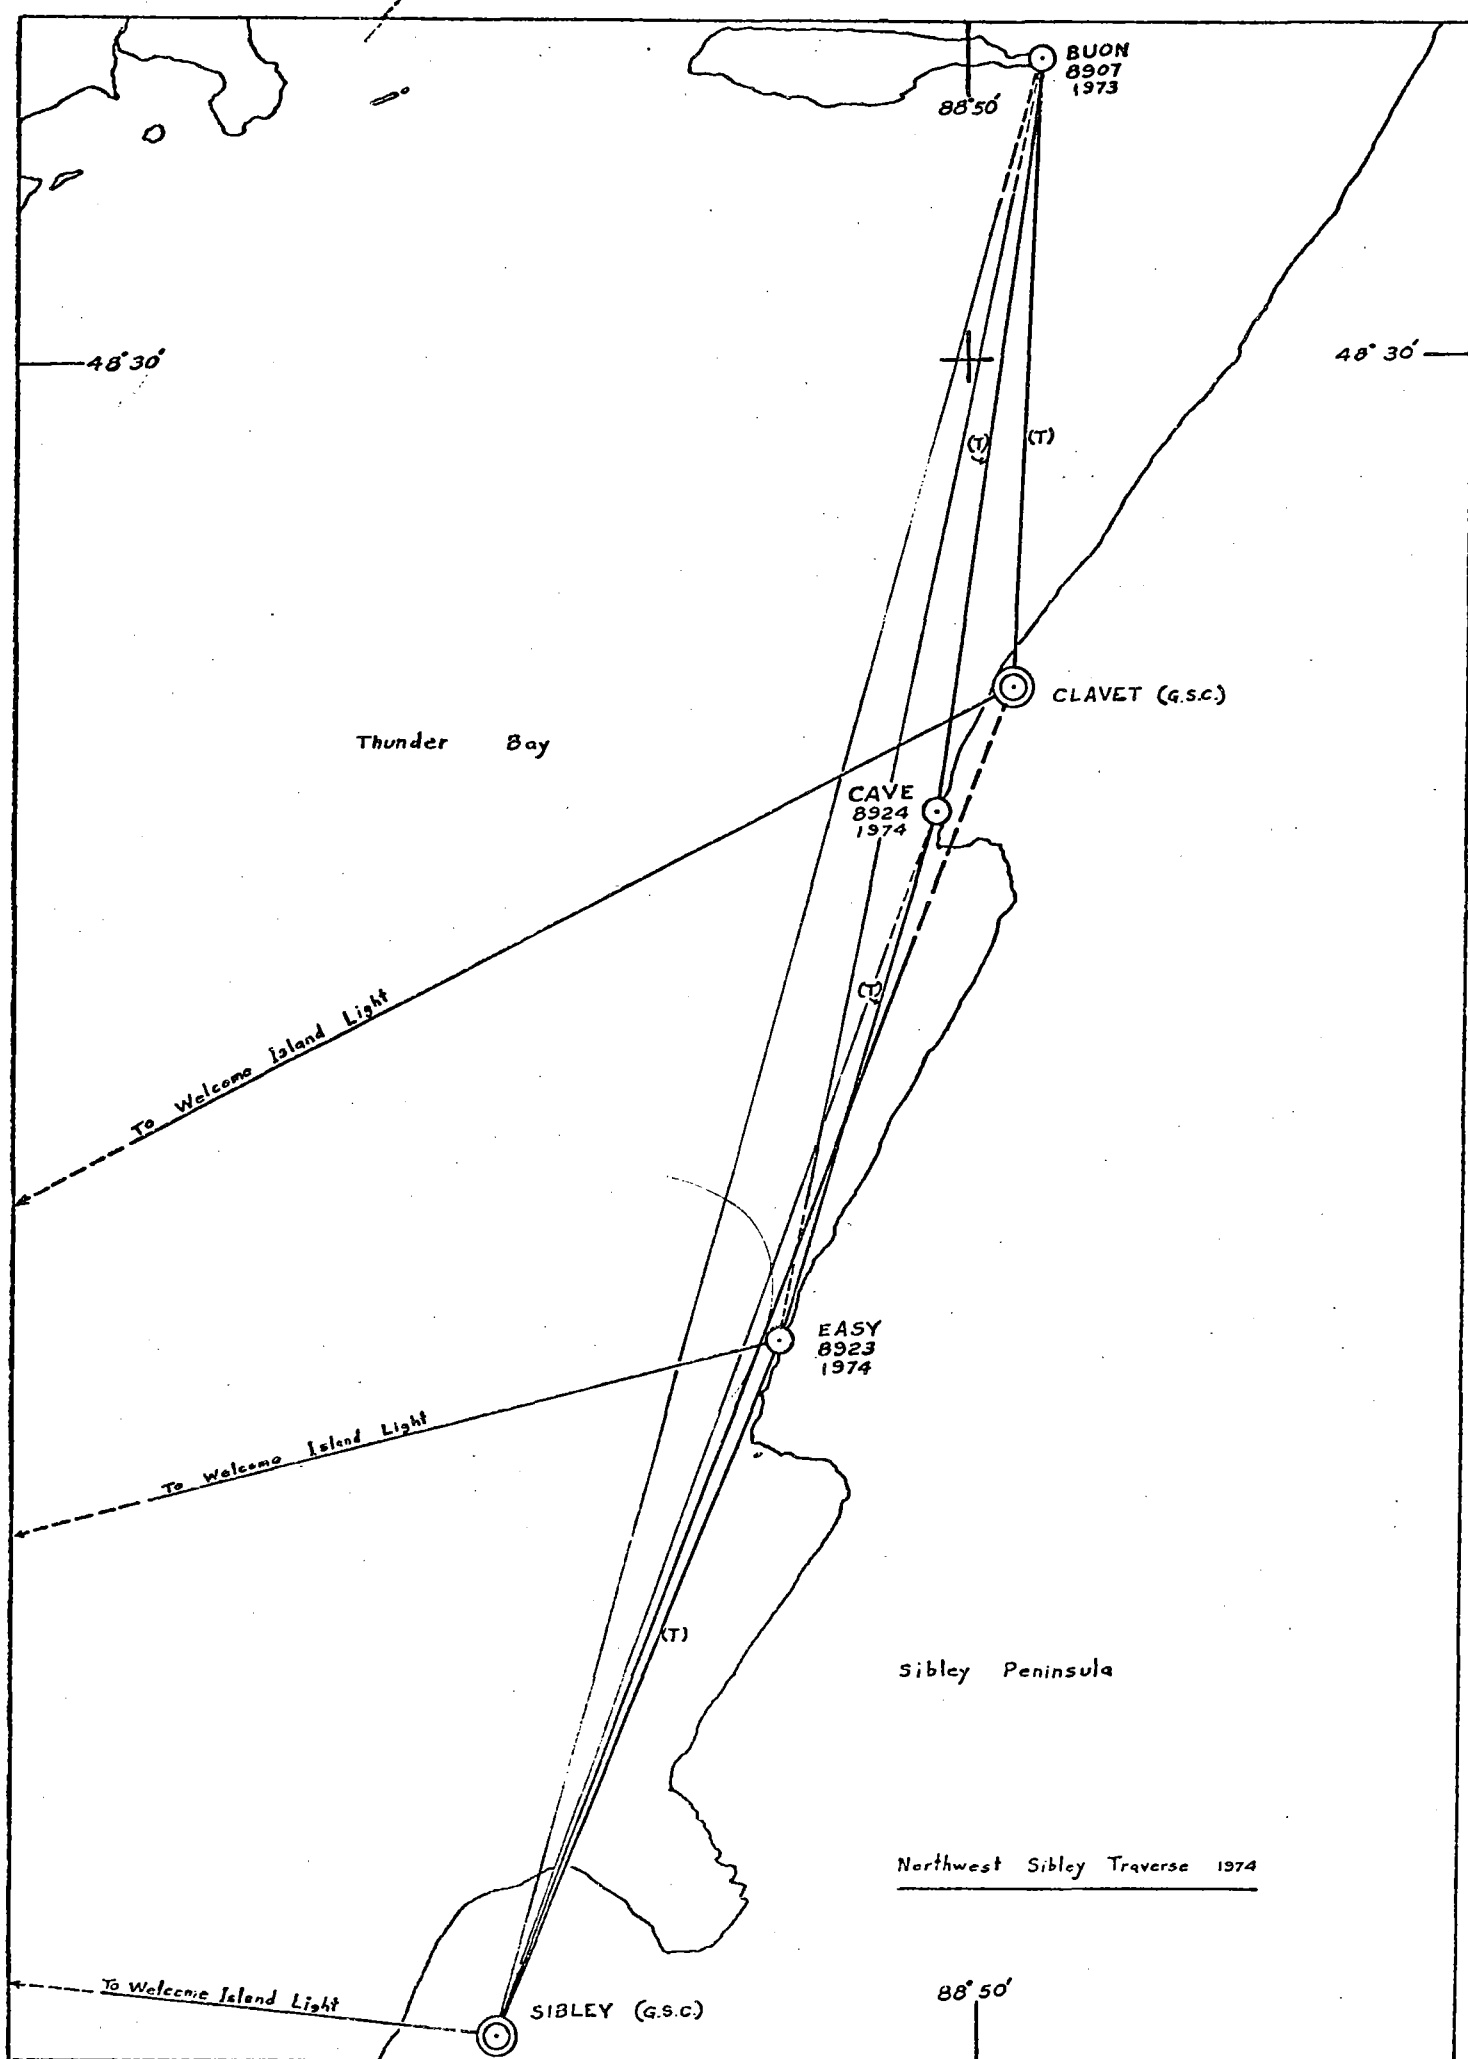 BUON
8907
1973
88°50'
48°30'
48°30'
(T)
(T)
CLAVET (G.S.C.)
Thunder Bay
CAVE
8924
1974
(T)
To Welcome Island Light
EASY
8923
1974
To Welcome Island Light
(T)
Sibley Peninsula
Northwest Sibley Traverse 1974
88°50'
To Welcome Island Light
SIBLEY (G.S.C.)